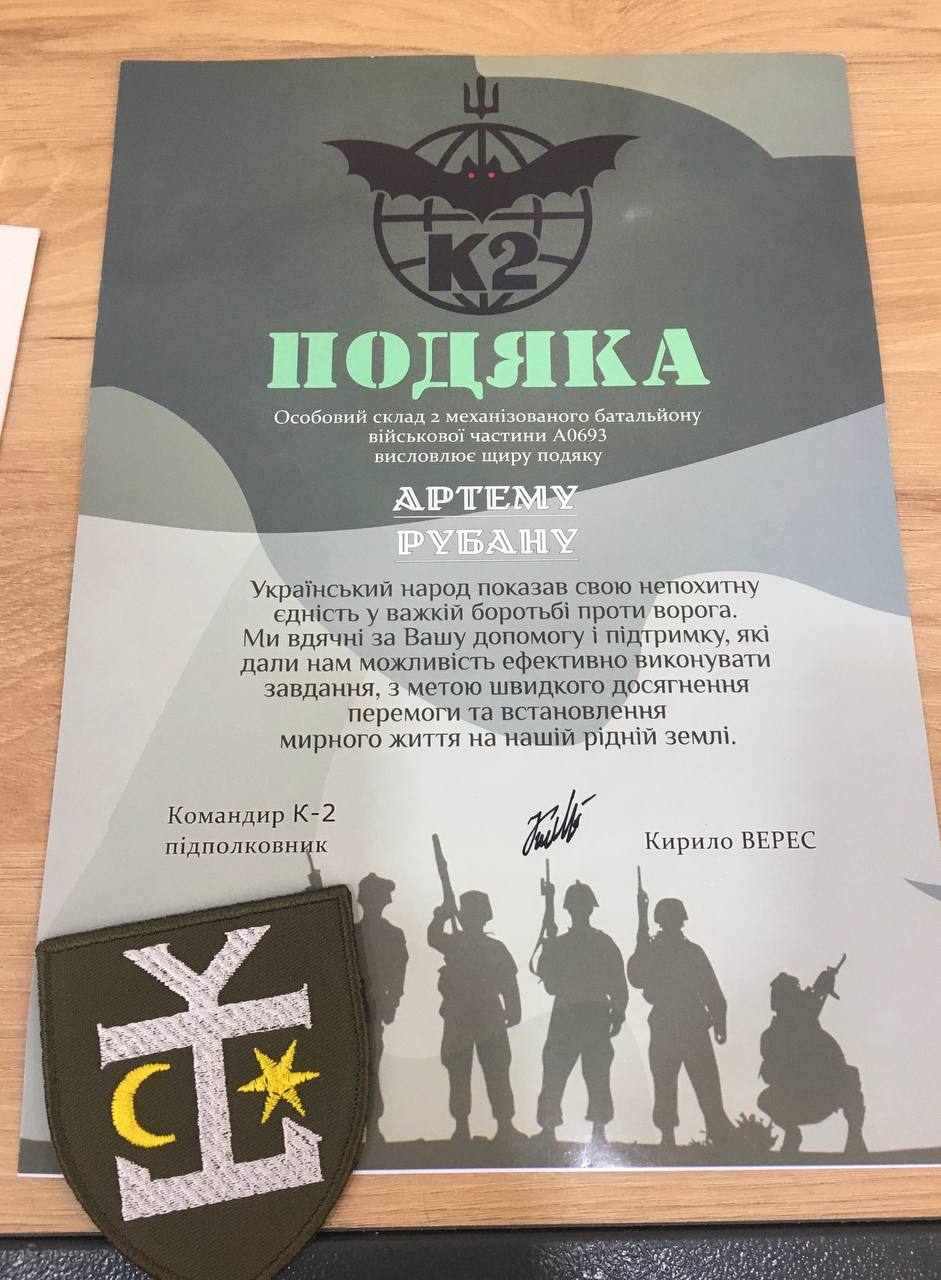 К2
ПОДЯКА
Особовий склад 2 механізованого батальйону
військової частини А0693
висловлює щиру подяку
АРТЕМУ
РУБАНУ
Український народ показав свою непохитну
єдність у важкій боротьбі проти ворога.
Ми вдячні за Вашу допомогу і підтримку, які
дали нам можливість ефективно виконувати
завдання, з метою швидкого досягнення
перемоги та встановлення
мирного життя на нашій рідній землі.
Командир К-2
підполковник
Кирило ВЕРЕС